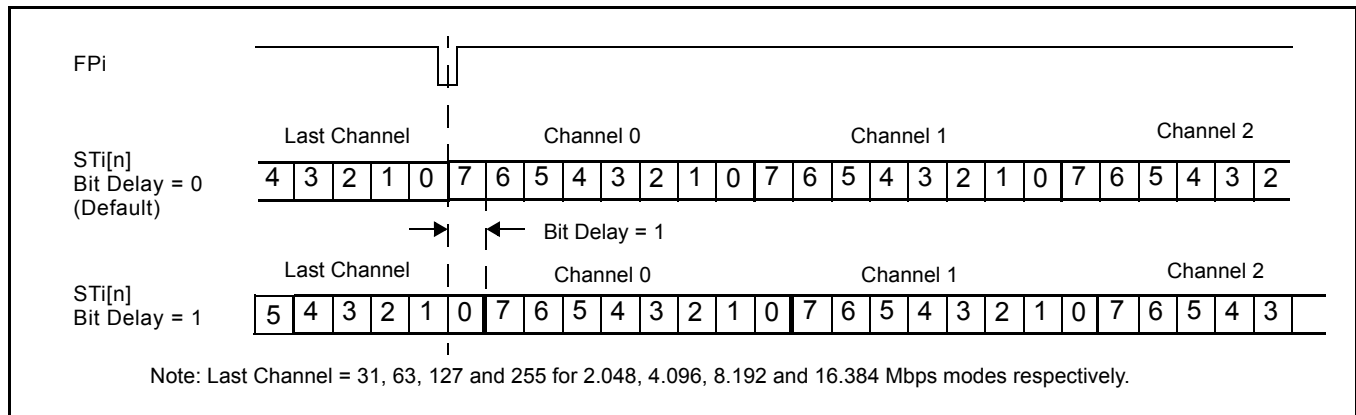 FPi
Last Channel Channel 0 Channel 1 Channel 2
STi[n]
Bit Delay = 0
(Default)
4 3 2 1 0 7 6 5 4 3 2 1 0 7 6 5 4 3 2 1 0 7 6 5 4 3 2
Bit Delay = 1
Last Channel Channel 0 Channel 1 Channel 2
STi[n]
Bit Delay = 1
5 4 3 2 1 0 7 6 5 4 3 2 1 0 7 6 5 4 3 2 1 0 7 6 5 4 3
Note: Last Channel = 31, 63, 127 and 255 for 2.048, 4.096, 8.192 and 16.384 Mbps modes respectively.